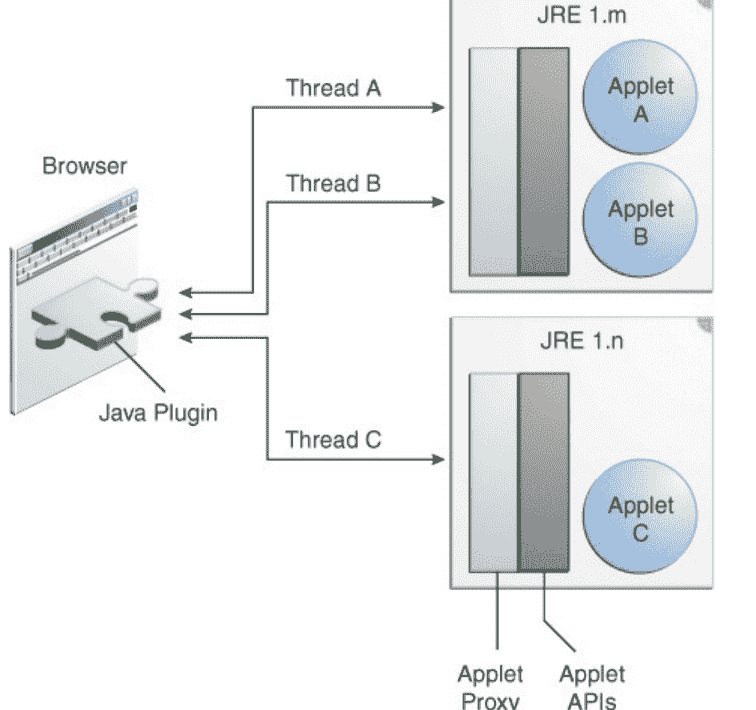 JRE 1.m
Thread A
Applet
A
Browser
Thread B
Applet
B
JRE 1.n
Java Plugin
Thread C
Applet
C
Applet
Proxy
Applet
APIs